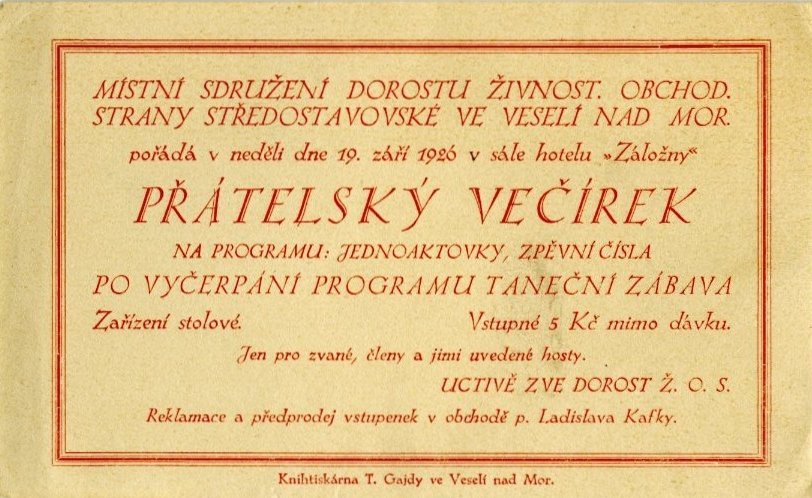 MÍSTNÍ SDRUŽENÍ DOROSTU ŽIVNOST. OBCHOD.
STRANY STŘEDOSTAVOVSKÉ VE VESELÍ NAD MOR.
pořádá v neděli dne 19. září 1926 v sále hotelu »Záložny«
PŘÁTELSKÝ VEČÍREK
NA PROGRAMU: JEDNOAKTOVKY, ZPĚVNÍ ČÍSLA
PO VYČERPÁNÍ PROGRAMU TANEČNÍ ZÁBAVA
Zařízení stolové. Vstupné 5 Kč mimo dávku.
Jen pro zvané, členy a jimi uvedené hosty.
UCTIVĚ ZVE DOROST Ž. O. S.
Reklamace a předprodej vstupenek v obchodě p. Ladislava Kafky.
Knihtiskárna T. Gajdy ve Veselí nad Mor.